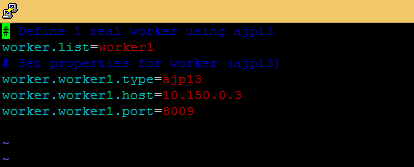 # Define 1 real worker using ajp13
worker.list=worker1
# Set properties for worker (ajp13)
worker.worker1.type=ajp13
worker.worker1.host=10.150.0.3
worker.worker1.port=8009
~
~